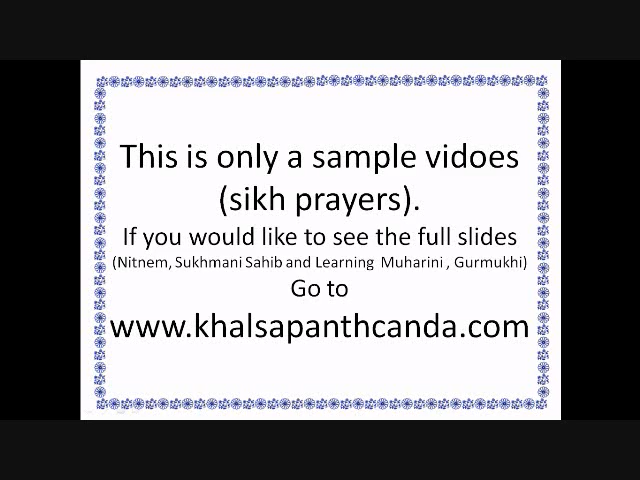 This is only a sample vidoes
(sikh prayers).
If you would like to see the full slides
(Nitnem, Sukhmani Sahib and Learning Muharini , Gurmukhi)
Go to
www.khalsapanthcanda.com